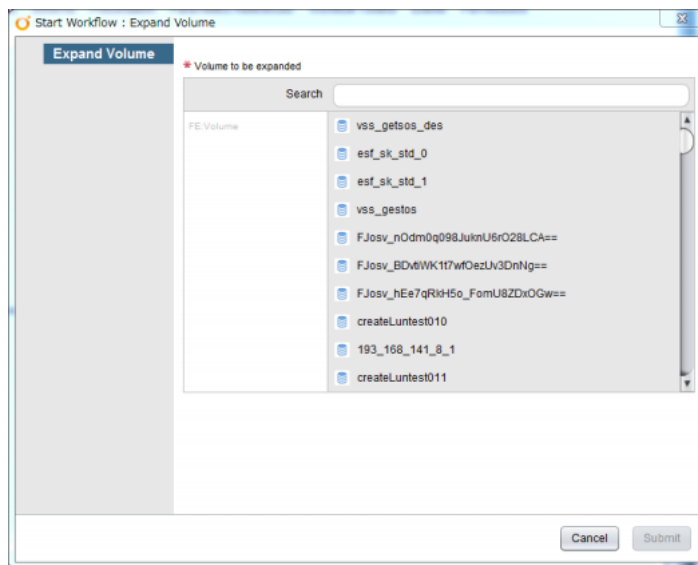 Start Workflow : Expand Volume
Expand Volume
* Volume to be expanded
Search
FE:Volume
vss_getsos_des
esf_sk_std_0
esf_sk_std_1
vss_gestos
FJosv_nOdm0q098JuknU6rO28LCA==
FJosv_BDvtiWK1t7wfOezUv3DnNg==
FJosv_hEe7qRkH5o_FomU8ZDxOGw==
createLuntest010
193_168_141_8_1
createLuntest011
Cancel
Submit